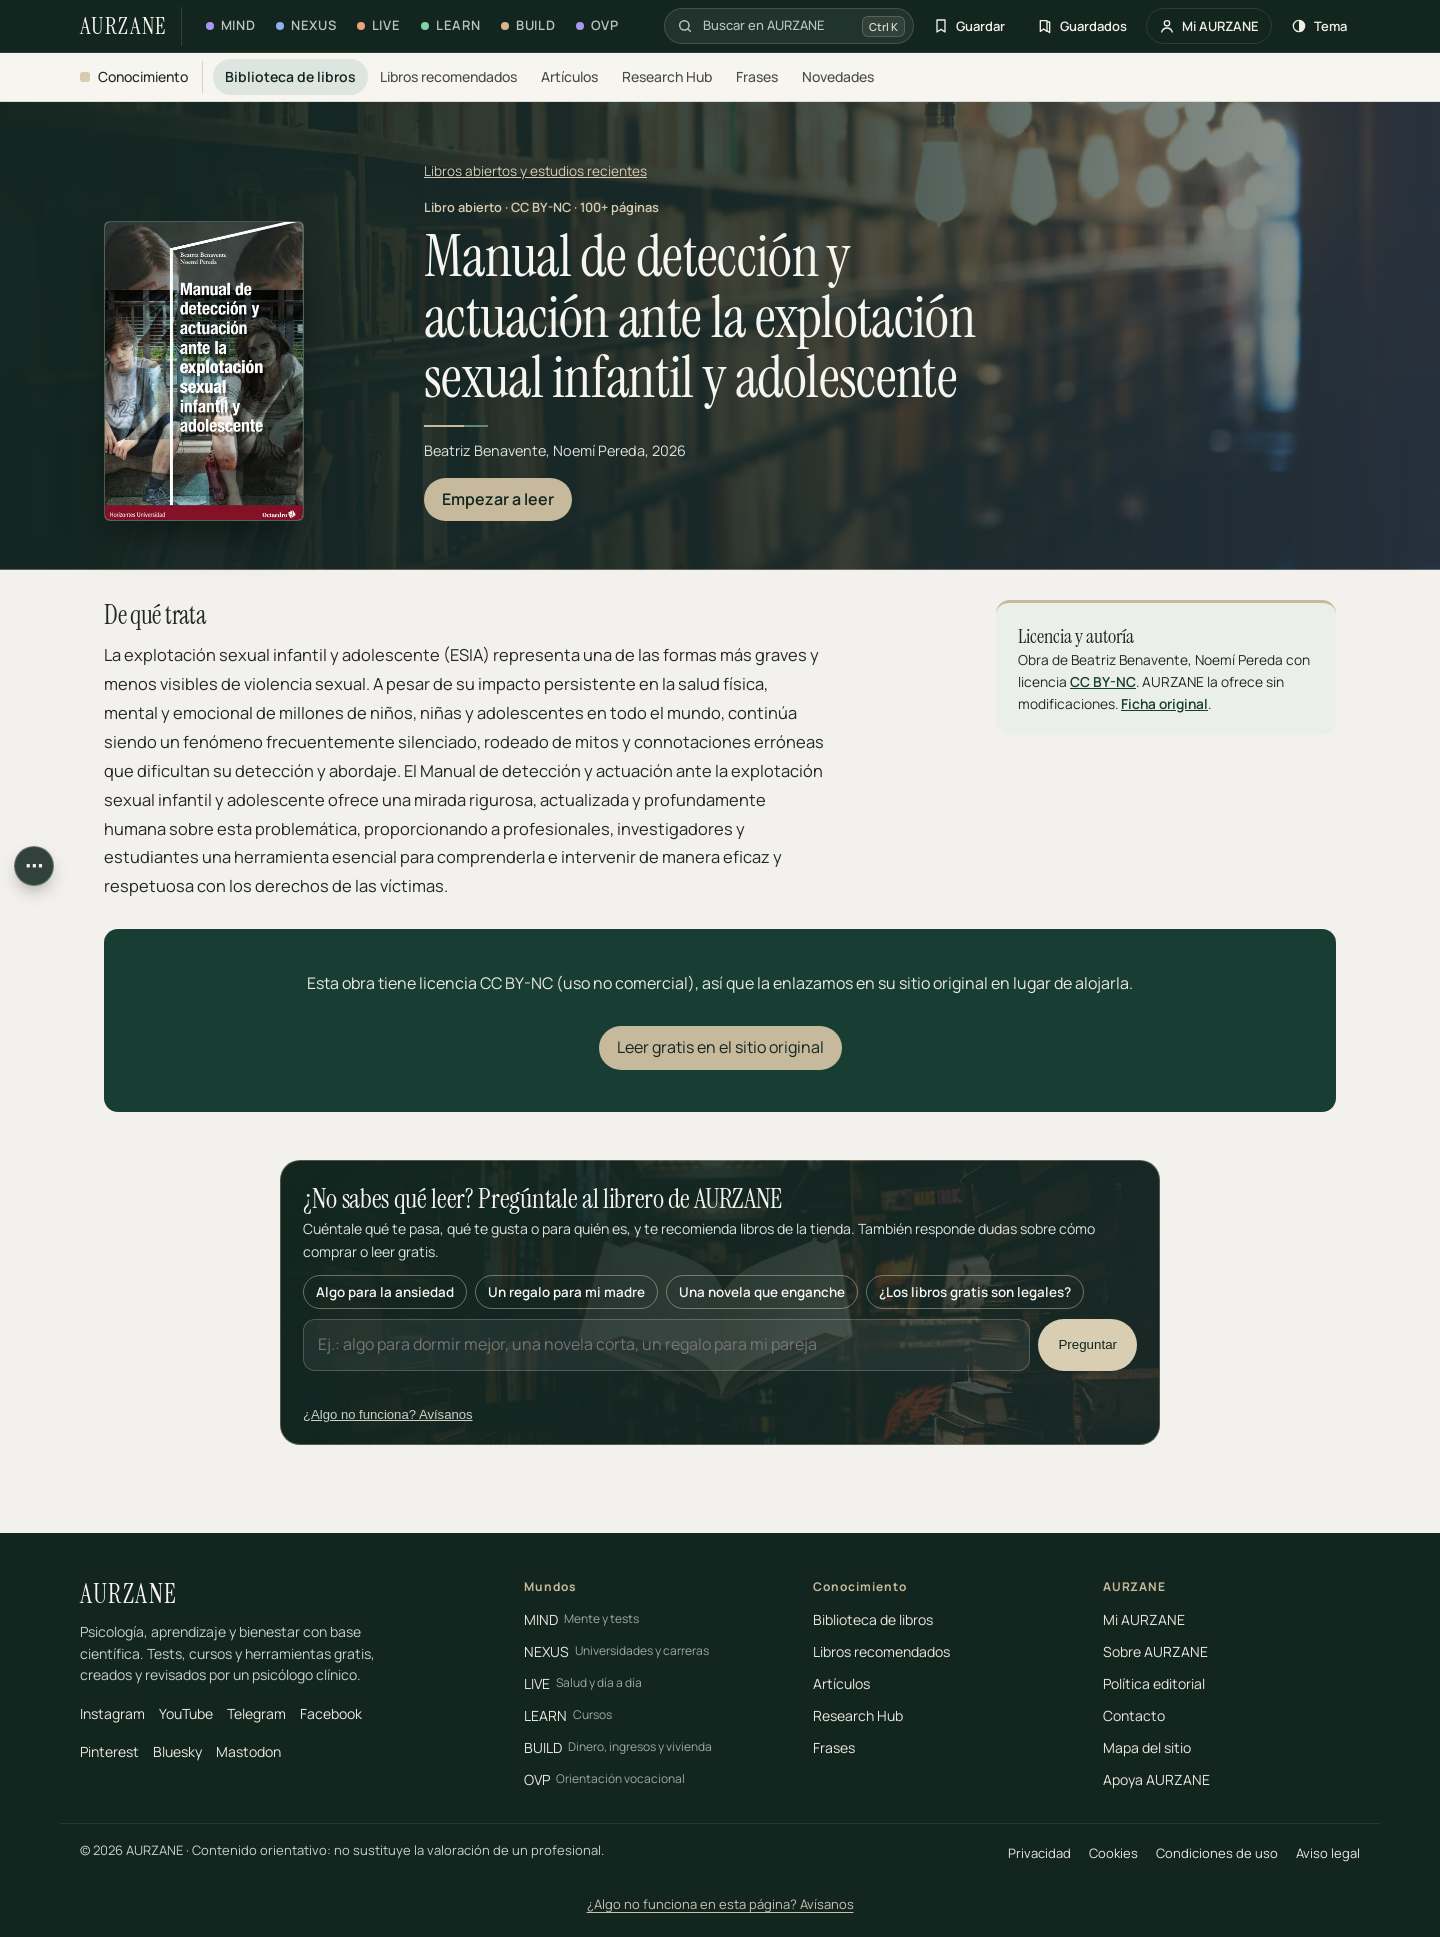 AURZANE
MIND
NEXUS
LIVE
LEARN
BUILD
OVP
Buscar en AURZANE
Ctrl K
Guardar
Guardados
Mi AURZANE
Tema
Conocimiento
Biblioteca de libros
Libros recomendados
Artículos
Research Hub
Frases
Novedades
Libros abiertos y estudios recientes
Libro abierto · CC BY-NC · 100+ páginas
Manual de detección y
actuación ante la explotación
sexual infantil y adolescente
Beatriz Benavente, Noemí Pereda, 2026
Empezar a leer
Beatriz Benavente
Noemí Pereda
Manual de
detección y
actuación
ante la
explotación
sexual
infantil y
adolescente
Horizontes Universidad
Octaedro
De qué trata
La explotación sexual infantil y adolescente (ESIA) representa una de las formas más graves y
menos visibles de violencia sexual. A pesar de su impacto persistente en la salud física,
mental y emocional de millones de niños, niñas y adolescentes en todo el mundo, continúa
siendo un fenómeno frecuentemente silenciado, rodeado de mitos y connotaciones erróneas
que dificultan su detección y abordaje. El Manual de detección y actuación ante la explotación
sexual infantil y adolescente ofrece una mirada rigurosa, actualizada y profundamente
humana sobre esta problemática, proporcionando a profesionales, investigadores y
estudiantes una herramienta esencial para comprenderla e intervenir de manera eficaz y
respetuosa con los derechos de las víctimas.
Licencia y autoría
Obra de Beatriz Benavente, Noemí Pereda con
licencia CC BY-NC. AURZANE la ofrece sin
modificaciones. Ficha original.
Esta obra tiene licencia CC BY-NC (uso no comercial), así que la enlazamos en su sitio original en lugar de alojarla.
Leer gratis en el sitio original
¿No sabes qué leer? Pregúntale al librero de AURZANE
Cuéntale qué te pasa, qué te gusta o para quién es, y te recomienda libros de la tienda. También responde dudas sobre cómo
comprar o leer gratis.
Algo para la ansiedad
Un regalo para mi madre
Una novela que enganche
¿Los libros gratis son legales?
Ej.: algo para dormir mejor, una novela corta, un regalo para mi pareja
Preguntar
¿Algo no funciona? Avísanos
AURZANE
Psicología, aprendizaje y bienestar con base
científica. Tests, cursos y herramientas gratis,
creados y revisados por un psicólogo clínico.
Instagram YouTube Telegram Facebook
Pinterest Bluesky Mastodon
Mundos
MIND Mente y tests
NEXUS Universidades y carreras
LIVE Salud y día a día
LEARN Cursos
BUILD Dinero, ingresos y vivienda
OVP Orientación vocacional
Conocimiento
Biblioteca de libros
Libros recomendados
Artículos
Research Hub
Frases
AURZANE
Mi AURZANE
Sobre AURZANE
Política editorial
Contacto
Mapa del sitio
Apoya AURZANE
© 2026 AURZANE · Contenido orientativo: no sustituye la valoración de un profesional.
Privacidad Cookies Condiciones de uso Aviso legal
¿Algo no funciona en esta página? Avísanos